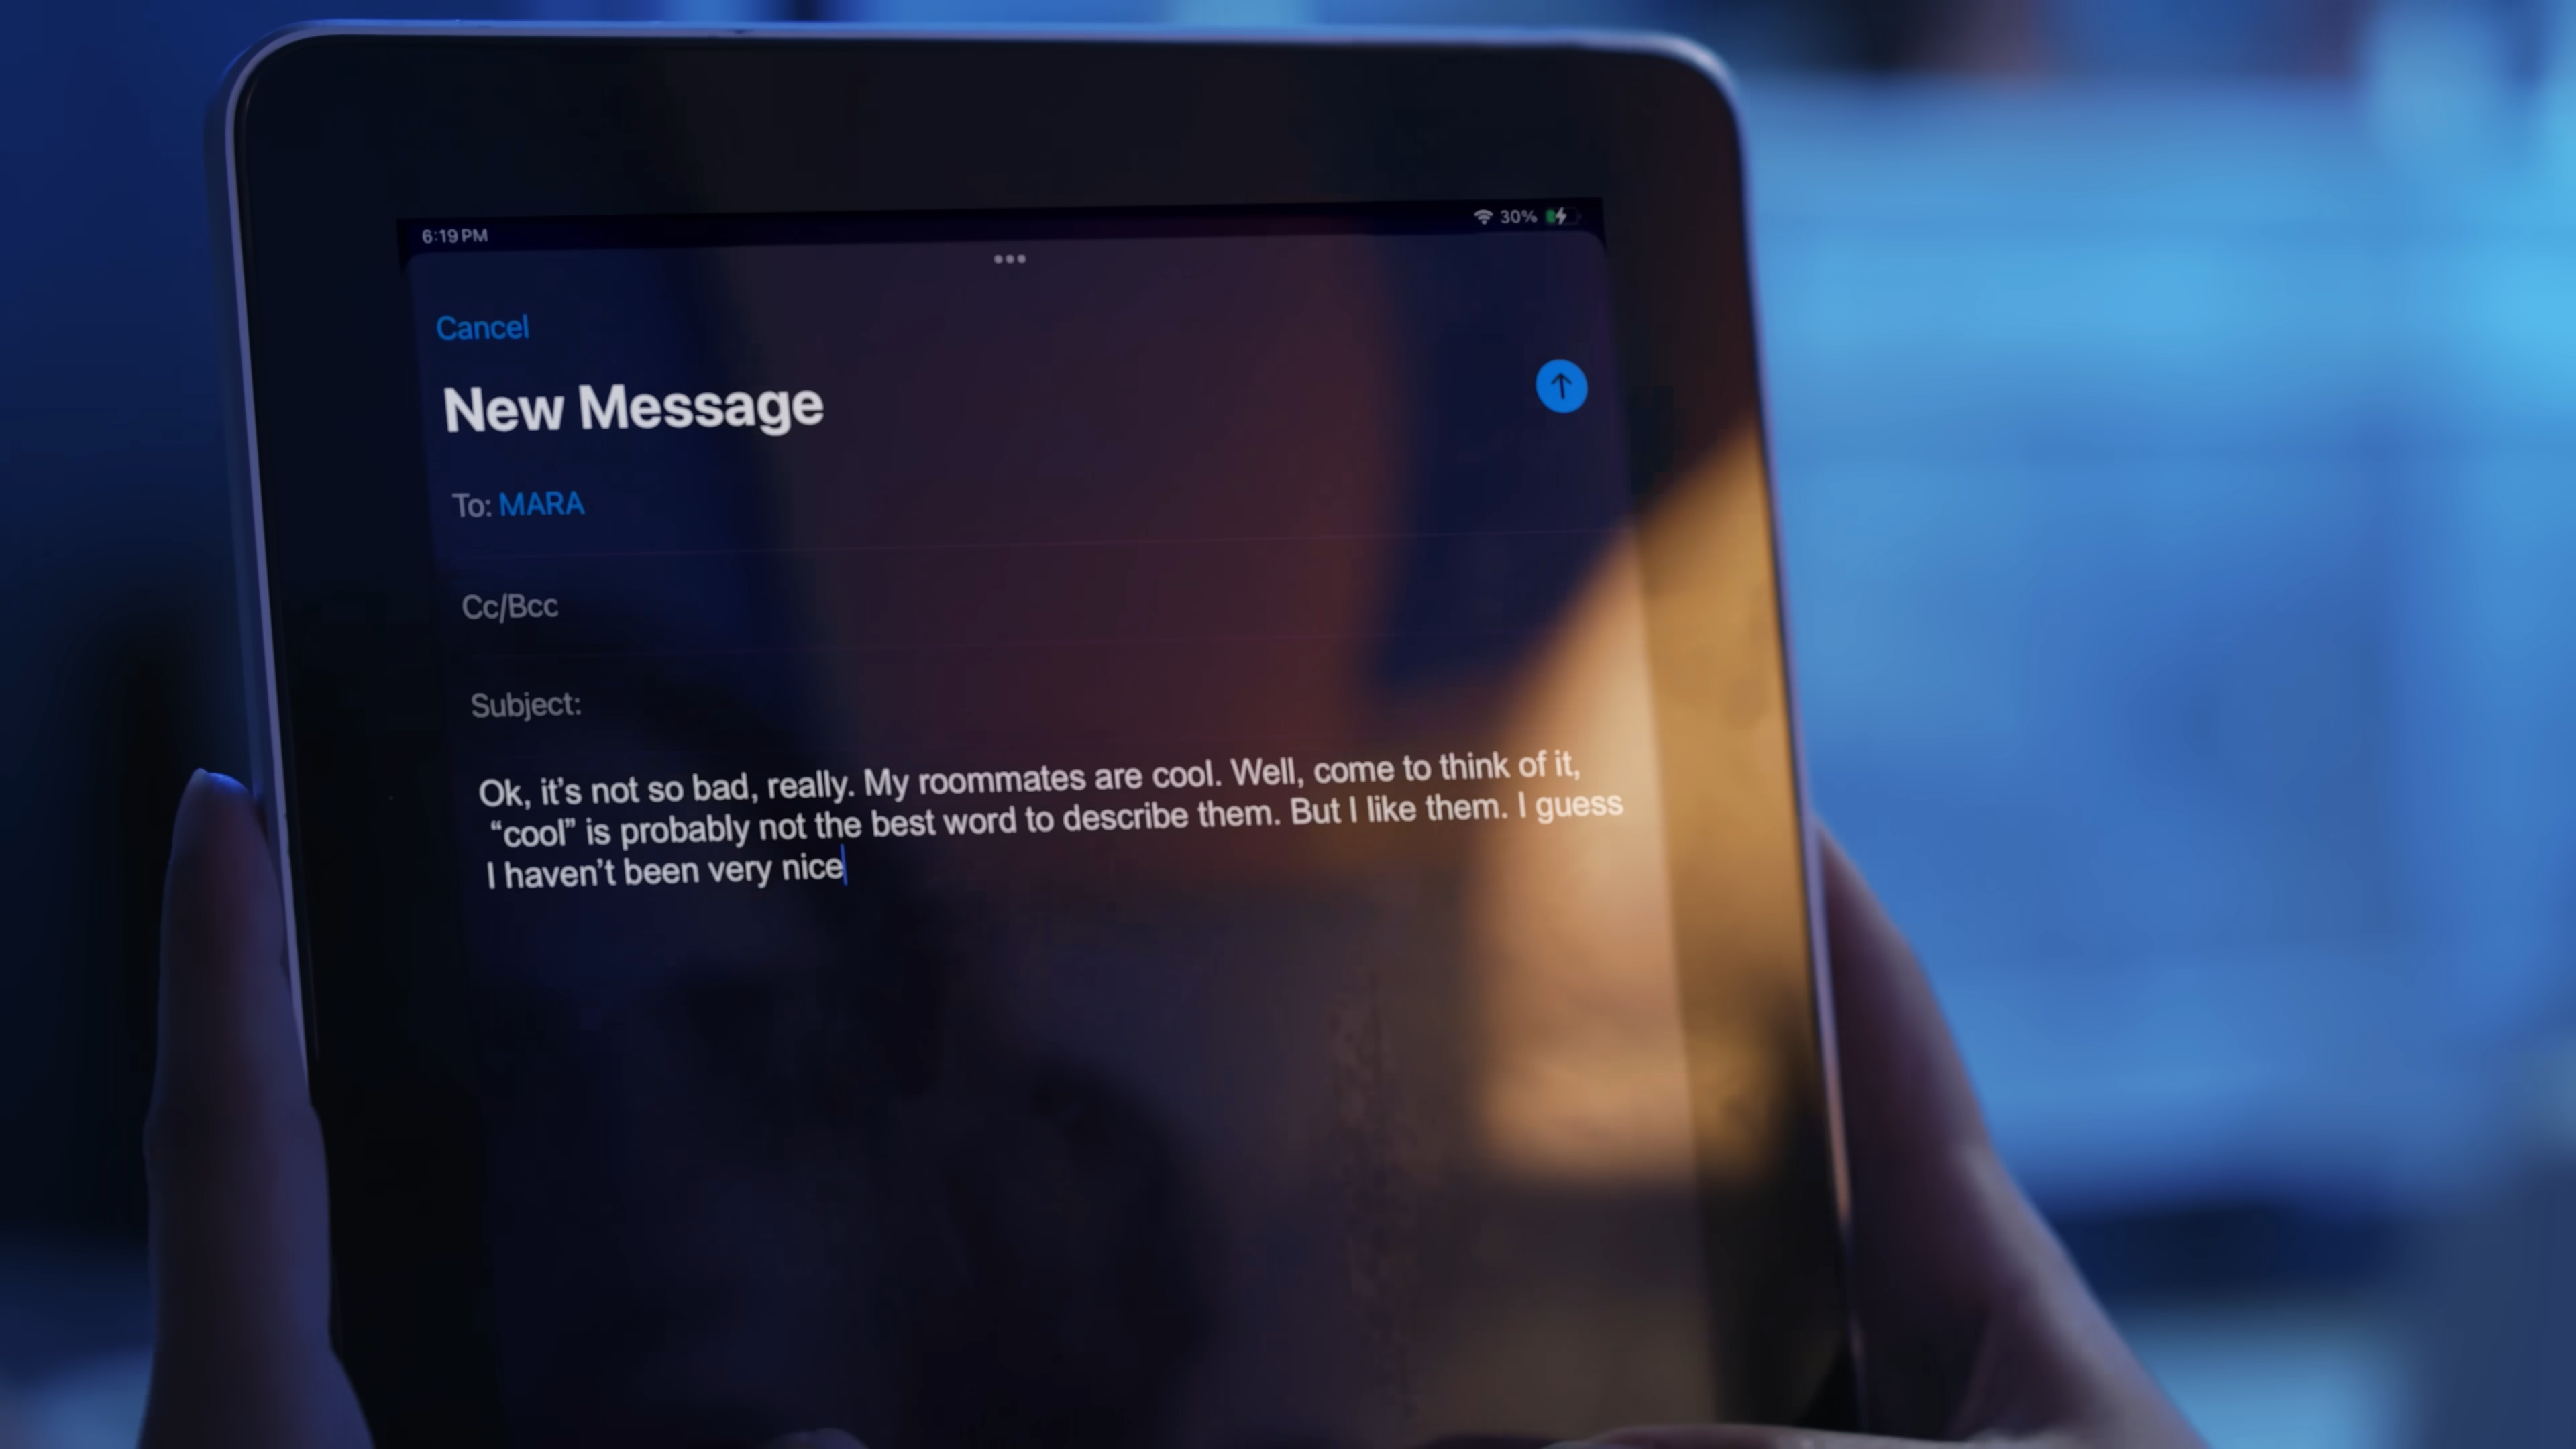 6:19 PM
30%
Cancel
New Message
To: MARA
Cc/Bcc
Subject:
Ok, it’s not so bad, really. My roommates are cool. Well, come to think of it,
“cool” is probably not the best word to describe them. But I like them. I guess
I haven’t been very nice